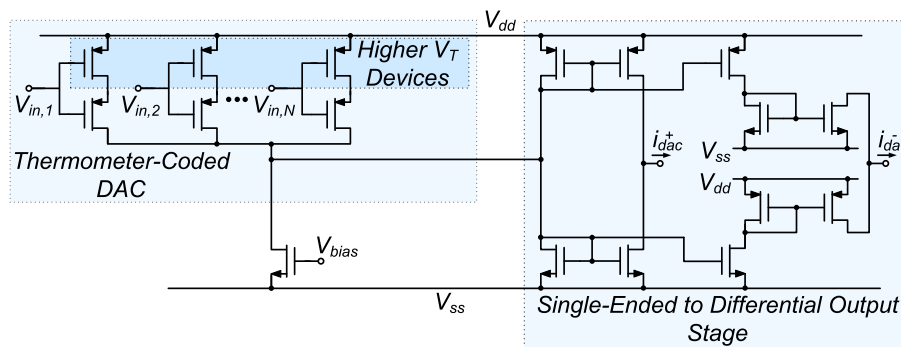 V_dd
Higher V_T
Devices
V_in,1
V_in,2
•••
V_in,N
Thermometer-Coded
DAC
i_dac^+
V_ss
i_da^-
V_dd
V_bias
V_ss
Single-Ended to Differential Output
Stage